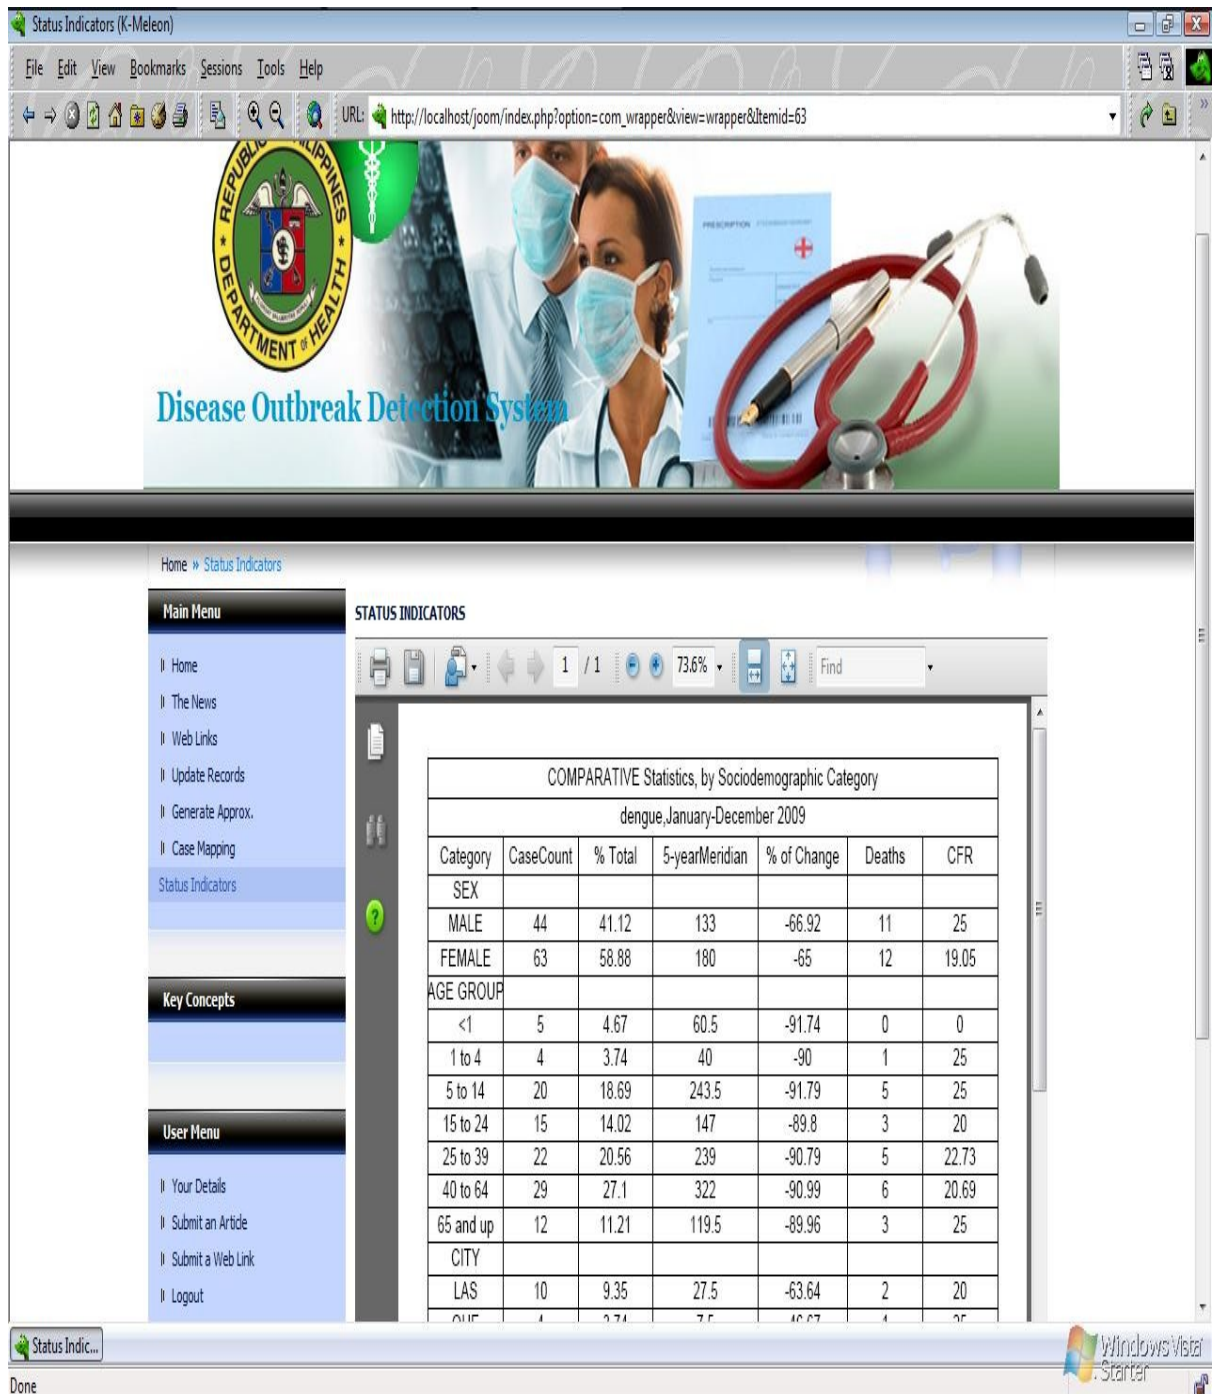 Status Indicators (K-Meleon)
File Edit View Bookmarks Sessions Tools Help
URL: http://localhost/joom/index.php?option=com_wrapper&view=wrapper&Itemid=63
REPUBLIC PHILIPPINES
DEPARTMENT OF HEALTH
PRESCRIPTION
Disease Outbreak Detection System
Home » Status Indicators
Main Menu
Home
The News
Web Links
Update Records
Generate Approx.
Case Mapping
Status Indicators
Key Concepts
User Menu
Your Details
Submit an Article
Submit a Web Link
Logout
STATUS INDICATORS
1 / 1 73.6% Find
COMPARATIVE Statistics, by Sociodemographic Category
dengue,January-December 2009
Category CaseCount % Total 5-yearMeridian % of Change Deaths CFR
SEX
MALE 44 41.12 133 -66.92 11 25
FEMALE 63 58.88 180 -65 12 19.05
AGE GROUP
<1 5 4.67 60.5 -91.74 0 0
1 to 4 4 3.74 40 -90 1 25
5 to 14 20 18.69 243.5 -91.79 5 25
15 to 24 15 14.02 147 -89.8 3 20
25 to 39 22 20.56 239 -90.79 5 22.73
40 to 64 29 27.1 322 -90.99 6 20.69
65 and up 12 11.21 119.5 -89.96 3 25
CITY
LAS 10 9.35 27.5 -63.64 2 20
Status Indic...
Windows Vista
Starter
Done